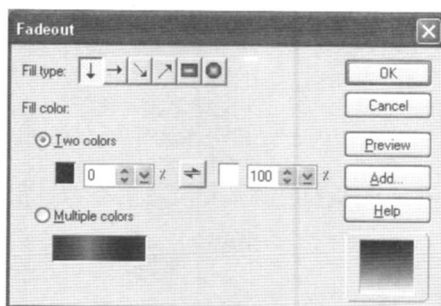 Fadeout
Fill type:
OK
Fill color:
Cancel
Two colors
Preview
0 % 100 %
Add...
Multiple colors
Help